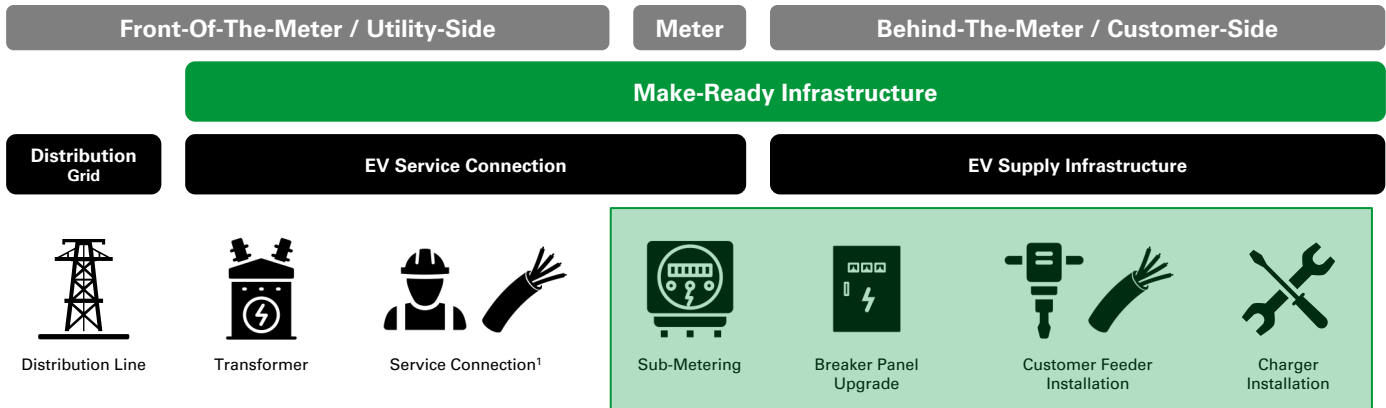 Front-Of-The-Meter / Utility-Side
Meter
Behind-The-Meter / Customer-Side
Make-Ready Infrastructure
Distribution
Grid
EV Service Connection
EV Supply Infrastructure
Distribution Line
Transformer
Service Connection¹
Sub-Metering
Breaker Panel
Upgrade
Customer Feeder
Installation
Charger
Installation